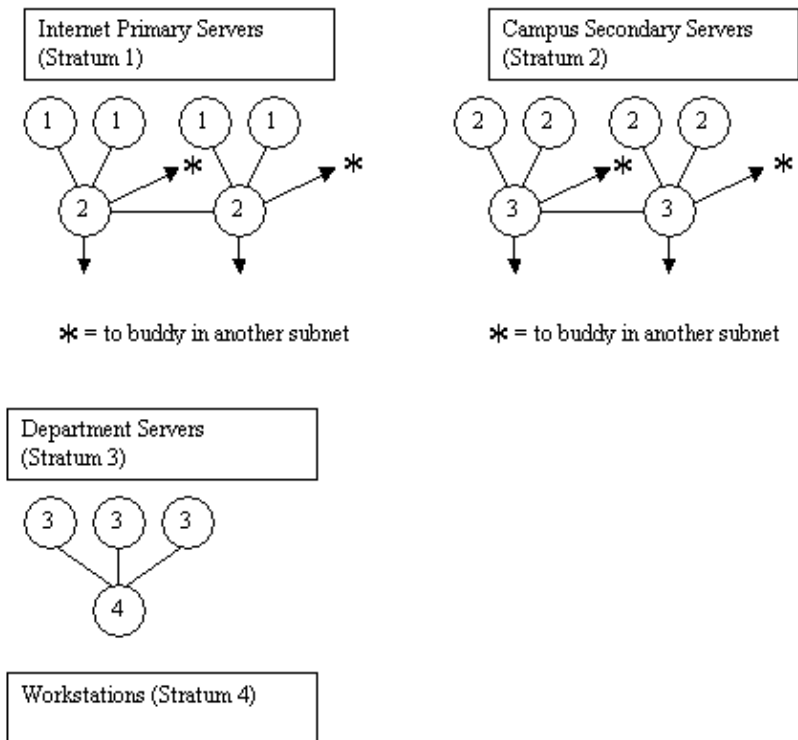 Internet Primary Servers
(Stratum 1)
Campus Secondary Servers
(Stratum 2)
1 1 1 1
2 2 2 2
* *
* *
2 2
3 3
* = to buddy in another subnet
* = to buddy in another subnet
Department Servers
(Stratum 3)
3 3 3
4
Workstations (Stratum 4)